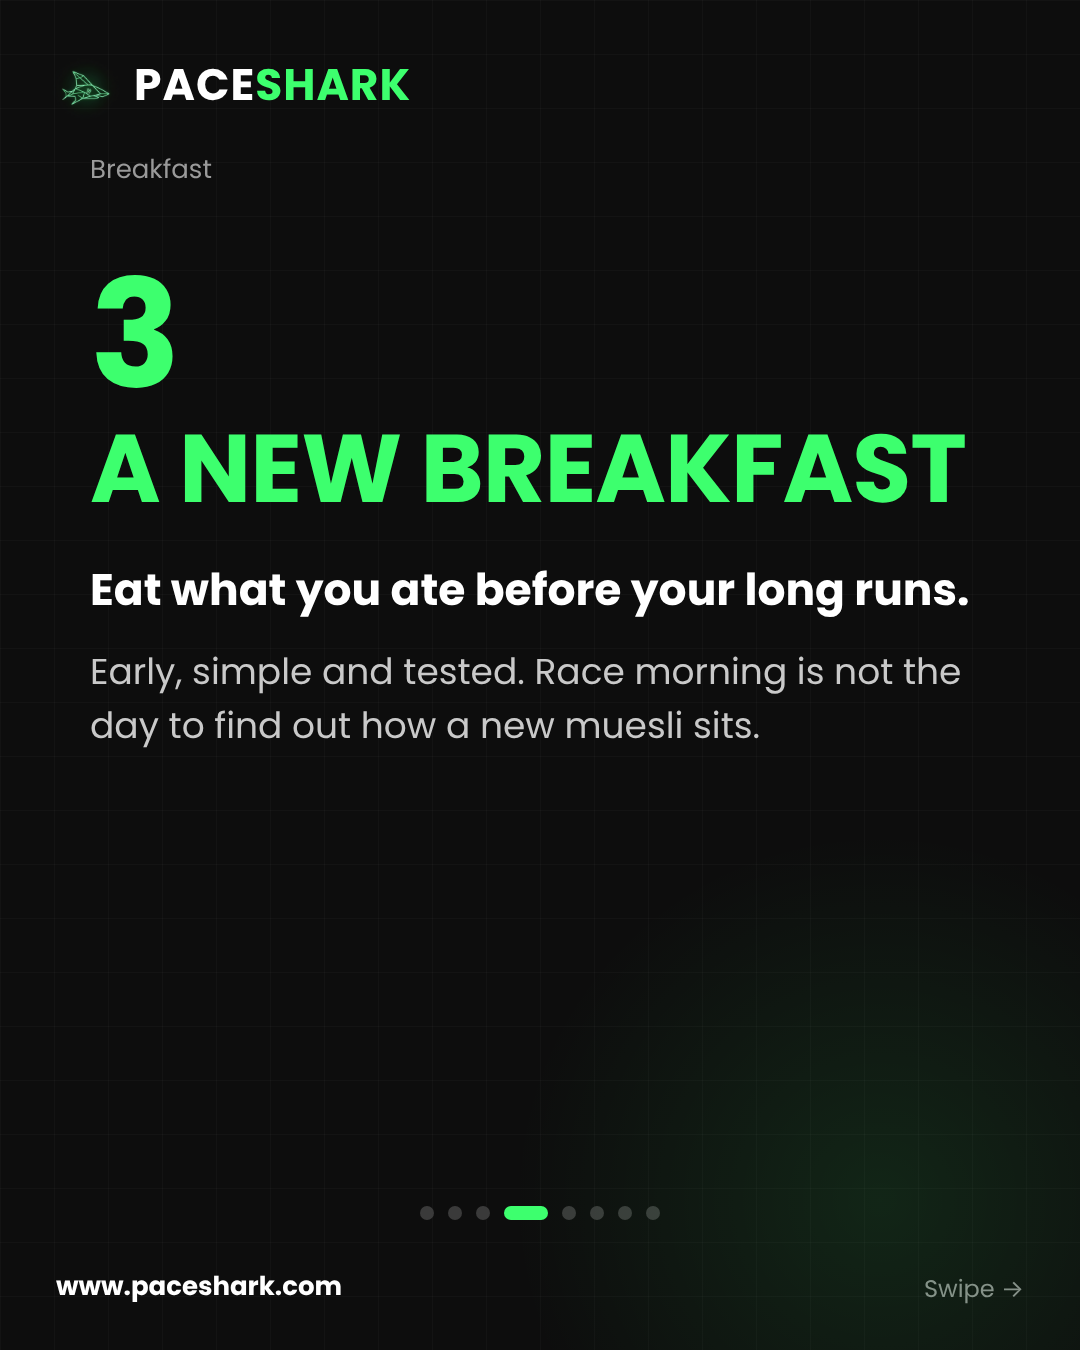 PACESHARK
Breakfast
3
A NEW BREAKFAST
Eat what you ate before your long runs.
Early, simple and tested. Race morning is not the
day to find out how a new muesli sits.
www.paceshark.com
Swipe →